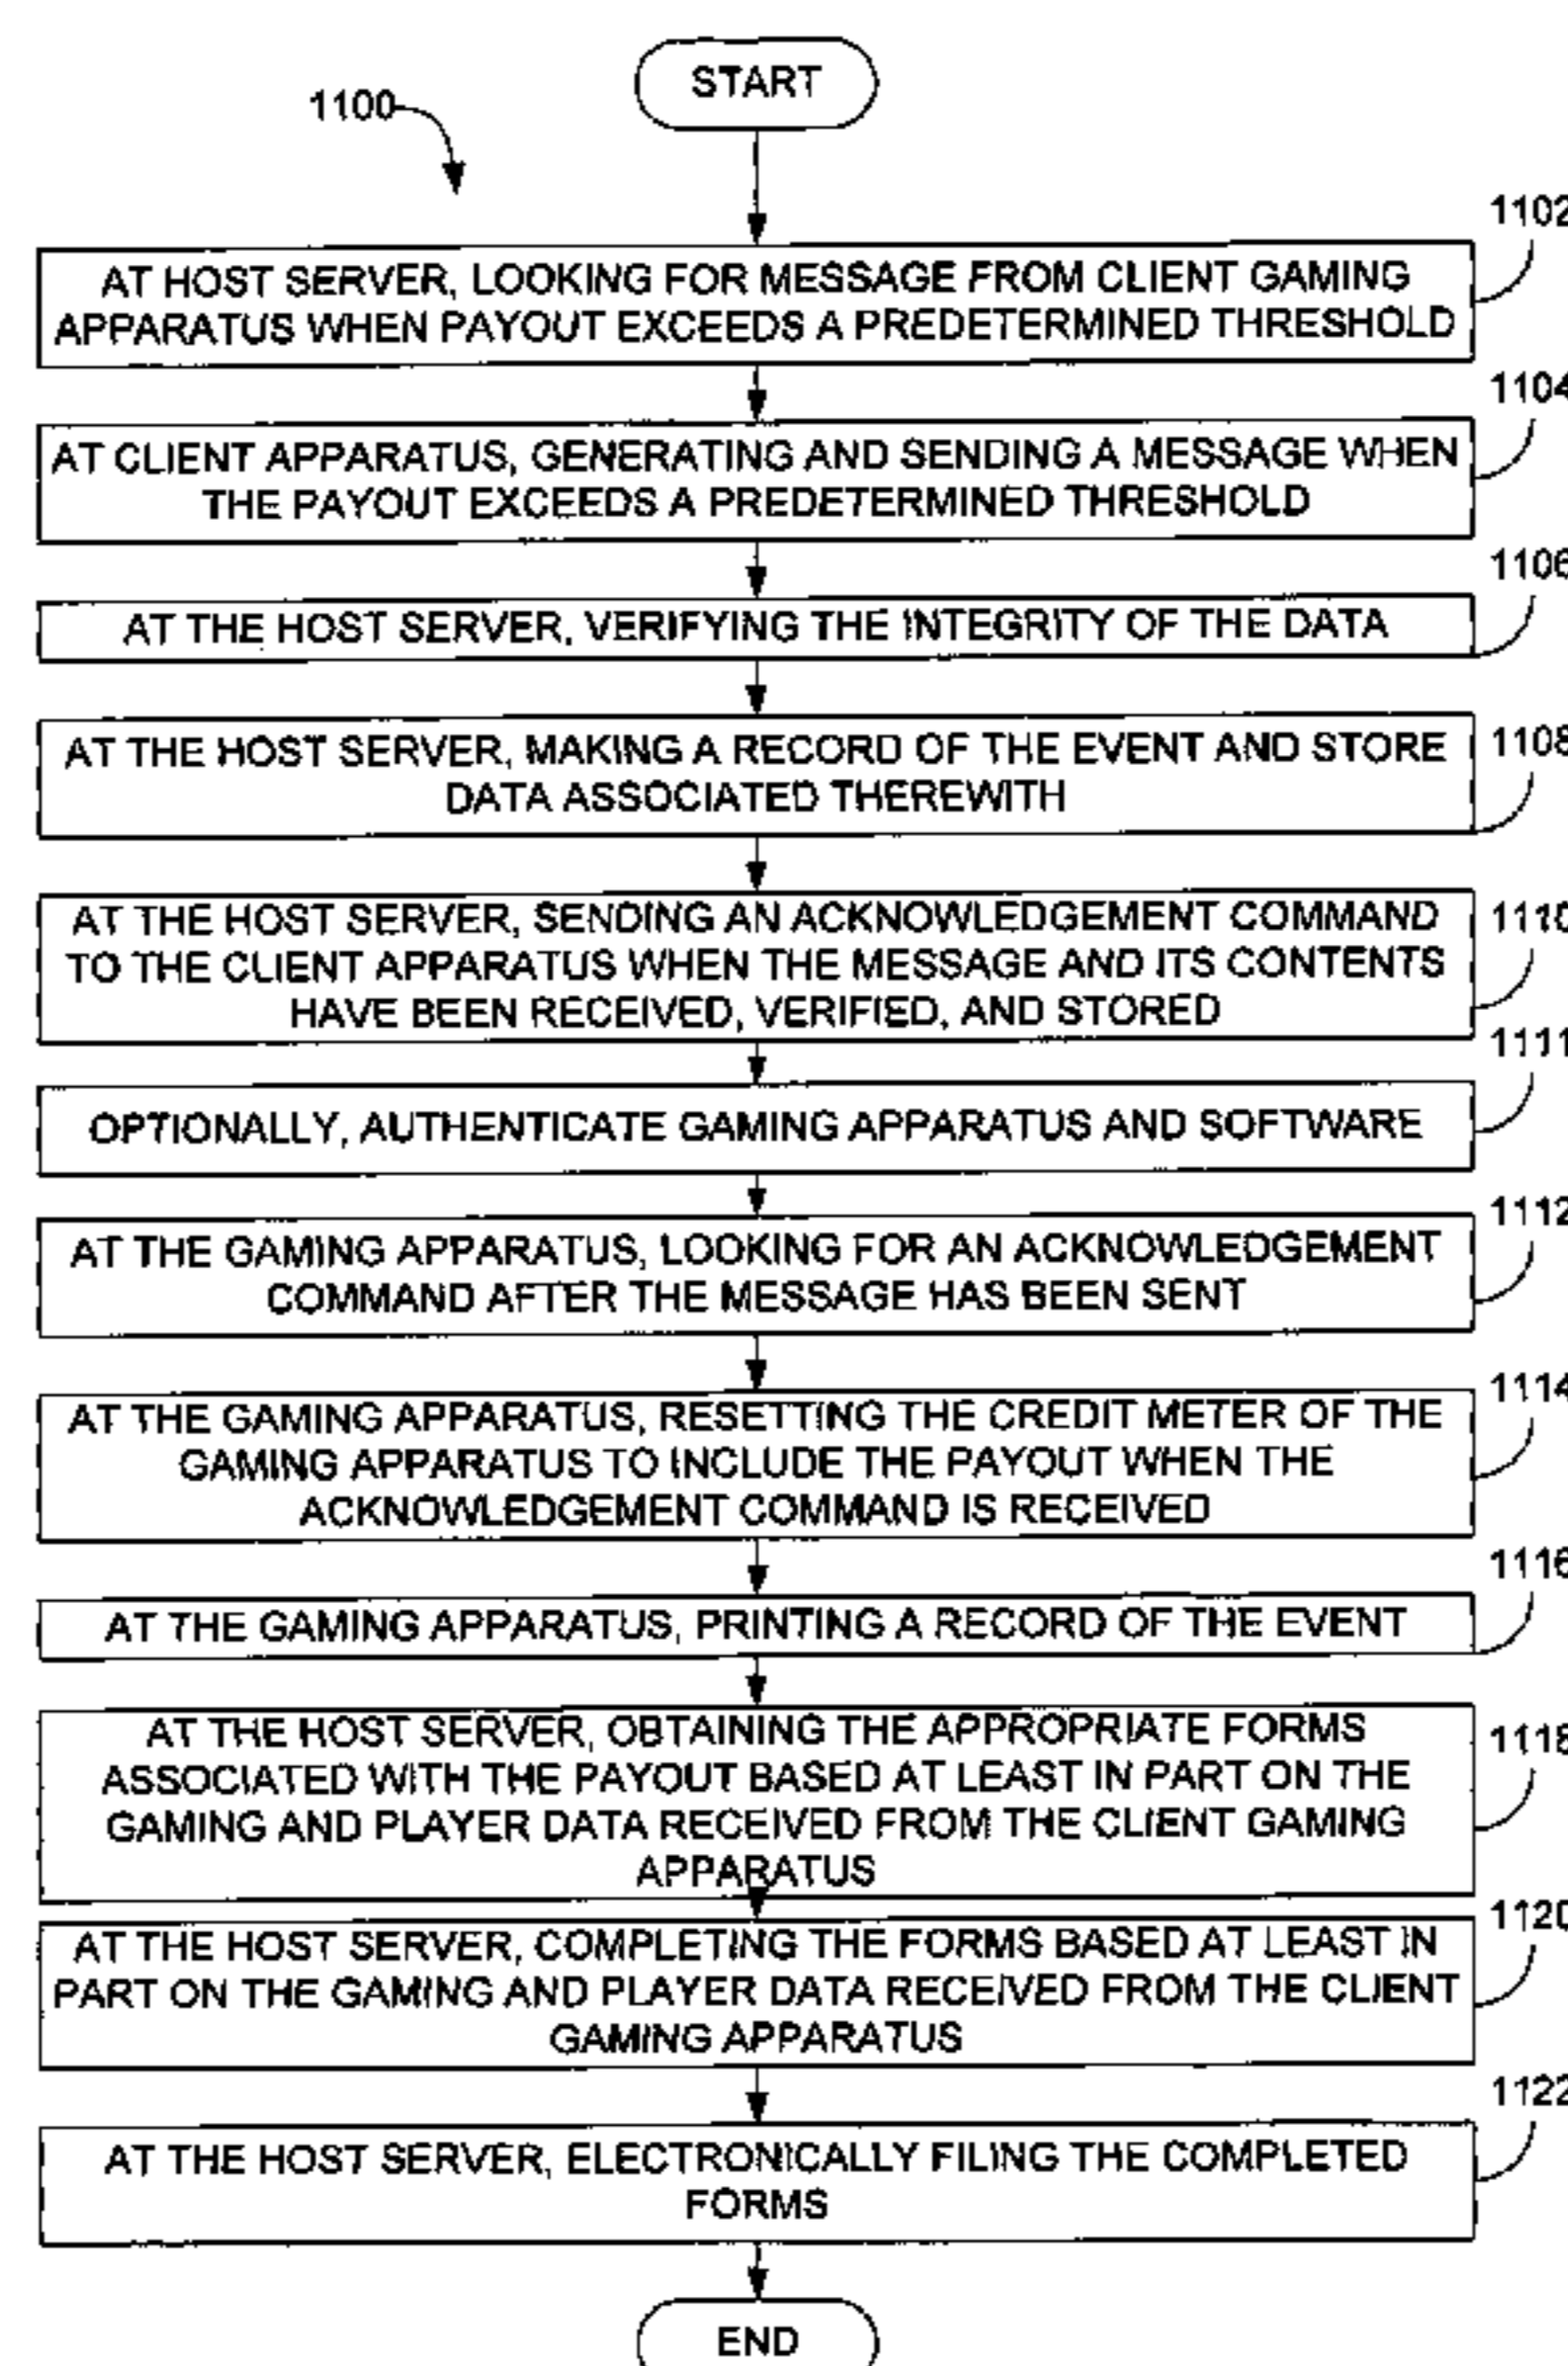 START
1100
1102
AT HOST SERVER, LOOKING FOR MESSAGE FROM CLIENT GAMING
APPARATUS WHEN PAYOUT EXCEEDS A PREDETERMINED THRESHOLD
1104
AT CLIENT APPARATUS, GENERATING AND SENDING A MESSAGE WHEN
THE PAYOUT EXCEEDS A PREDETERMINED THRESHOLD
1106
AT THE HOST SERVER, VERIFYING THE INTEGRITY OF THE DATA
1108
AT THE HOST SERVER, MAKING A RECORD OF THE EVENT AND STORE
DATA ASSOCIATED THEREWITH
1110
AT THE HOST SERVER, SENDING AN ACKNOWLEDGEMENT COMMAND
TO THE CLIENT APPARATUS WHEN THE MESSAGE AND ITS CONTENTS
HAVE BEEN RECEIVED, VERIFIED, AND STORED
1111
OPTIONALLY, AUTHENTICATE GAMING APPARATUS AND SOFTWARE
1112
AT THE GAMING APPARATUS, LOOKING FOR AN ACKNOWLEDGEMENT
COMMAND AFTER THE MESSAGE HAS BEEN SENT
1114
AT THE GAMING APPARATUS, RESETTING THE CREDIT METER OF THE
GAMING APPARATUS TO INCLUDE THE PAYOUT WHEN THE
ACKNOWLEDGEMENT COMMAND IS RECEIVED
1116
AT THE GAMING APPARATUS, PRINTING A RECORD OF THE EVENT
1118
AT THE HOST SERVER, OBTAINING THE APPROPRIATE FORMS
ASSOCIATED WITH THE PAYOUT BASED AT LEAST IN PART ON THE
GAMING AND PLAYER DATA RECEIVED FROM THE CLIENT GAMING
APPARATUS
1120
AT THE HOST SERVER, COMPLETING THE FORMS BASED AT LEAST IN
PART ON THE GAMING AND PLAYER DATA RECEIVED FROM THE CLIENT
GAMING APPARATUS
1122
AT THE HOST SERVER, ELECTRONICALLY FILING THE COMPLETED
FORMS
END